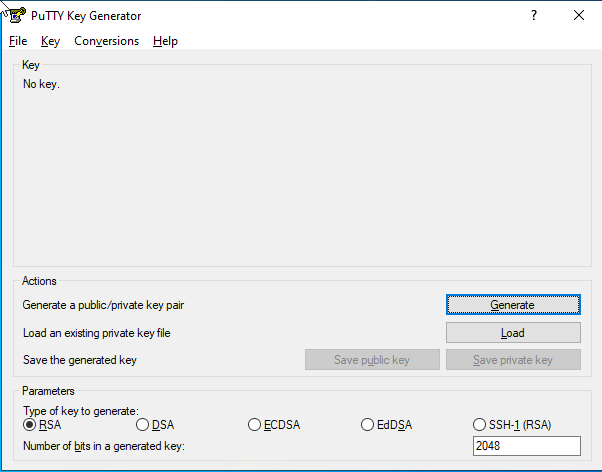 PuTTY Key Generator ?
File Key Conversions Help
Key
No key.
Actions
Generate a public/private key pair Generate
Load an existing private key file Load
Save the generated key Save public key Save private key
Parameters
Type of key to generate:
RSA DSA ECDSA EdDSA SSH-1 (RSA)
Number of bits in a generated key: 2048